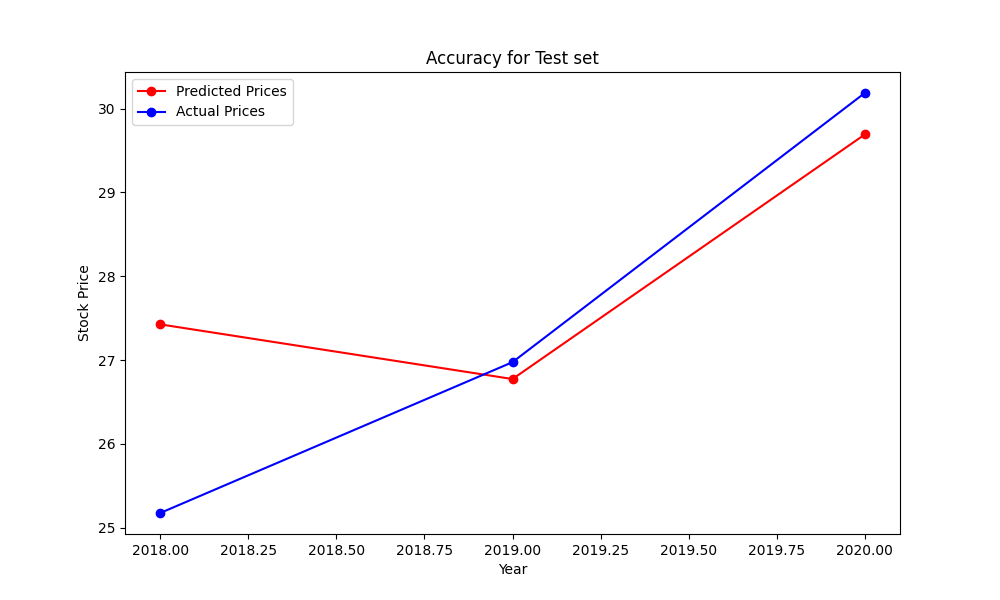 Accuracy for Test set
Predicted Prices
Actual Prices
30
29
28
27
26
25
Stock Price
2018.00 2018.25 2018.50 2018.75 2019.00 2019.25 2019.50 2019.75 2020.00
Year